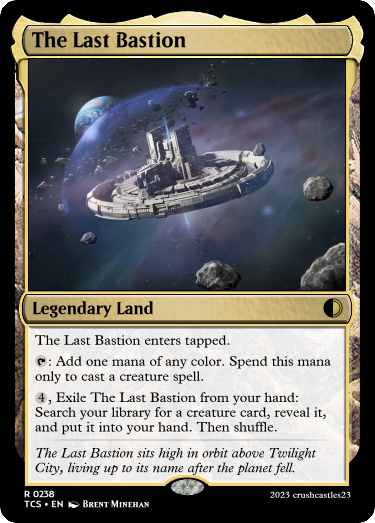 The Last Bastion
Legendary Land
The Last Bastion enters tapped.
: Add one mana of any color. Spend this mana
only to cast a creature spell.
4, Exile The Last Bastion from your hand:
Search your library for a creature card, reveal it,
and put it into your hand. Then shuffle.
The Last Bastion sits high in orbit above Twilight
City, living up to its name after the planet fell.
R 0238
TCS • EN Brent Minehan
2023 crushcastles23